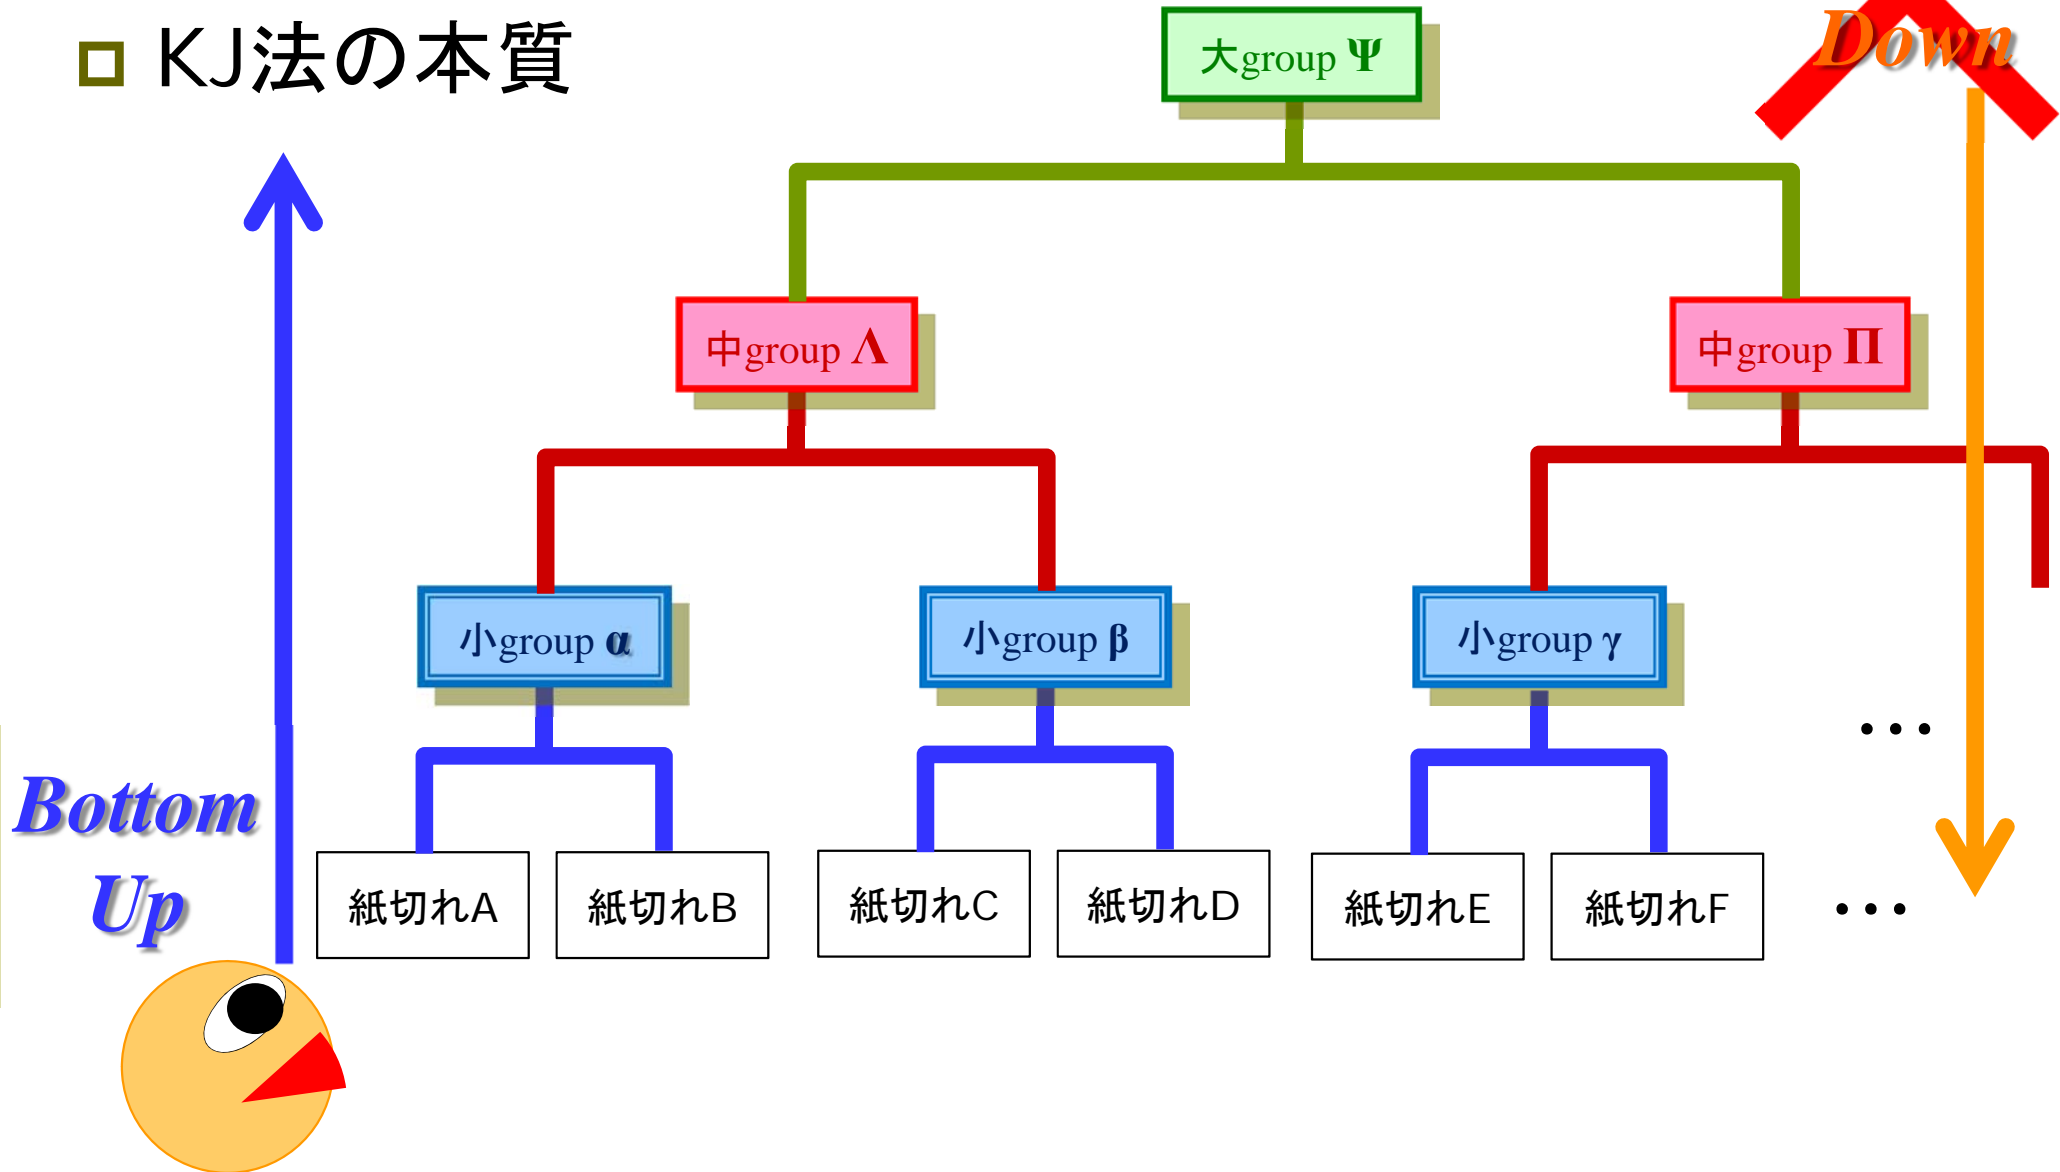 KJ法の本質
Down
大group Ψ
中group Λ
中group Π
小group α
小group β
小group γ
…
Bottom
Up
紙切れA
紙切れB
紙切れC
紙切れD
紙切れE
紙切れF
…